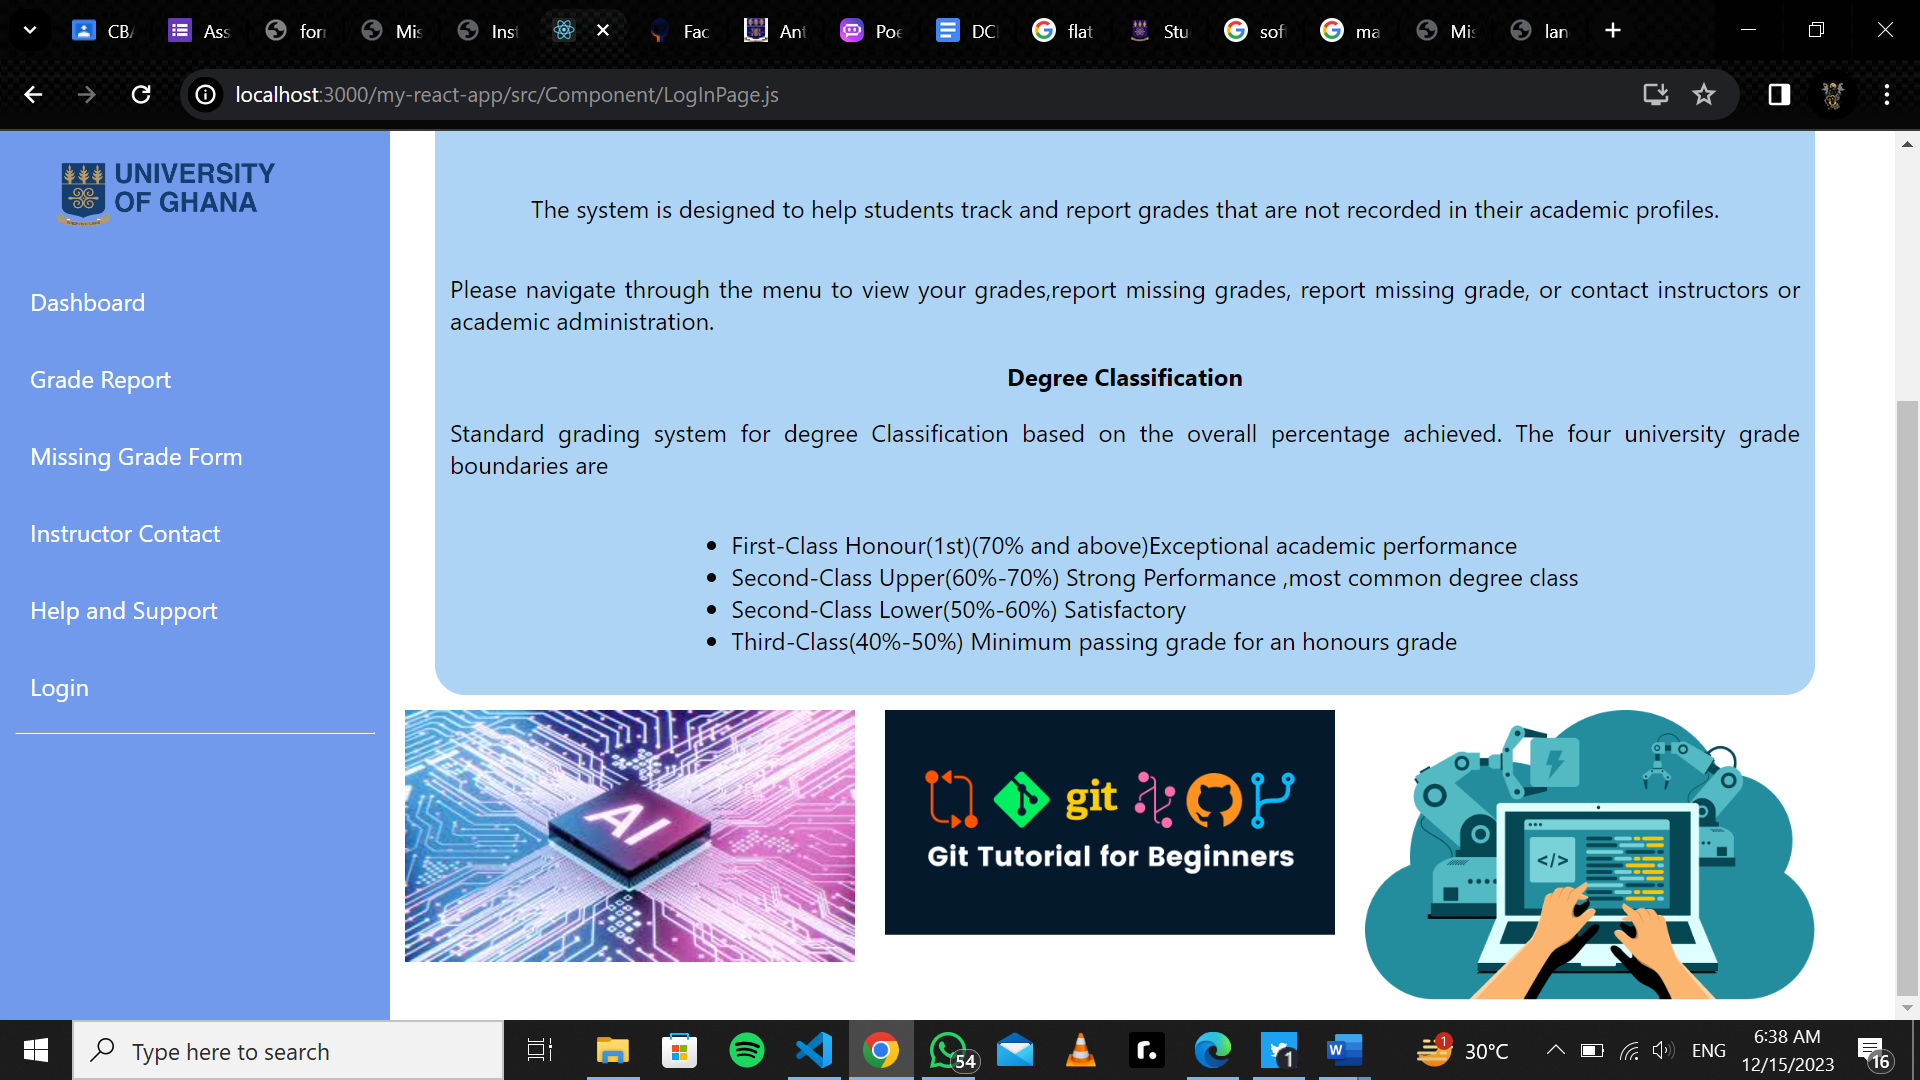 CBA
Ass
forr
Mis
Inst
Fac
Ant
Poe
DCI
flat
Stu
soft
ma
Mis
lan
localhost:3000/my-react-app/src/Component/LogInPage.js
UNIVERSITY
OF GHANA
Dashboard
Grade Report
Missing Grade Form
Instructor Contact
Help and Support
Login
The system is designed to help students track and report grades that are not recorded in their academic profiles.
Please navigate through the menu to view your grades,report missing grades, report missing grade, or contact instructors or
academic administration.
Degree Classification
Standard grading system for degree Classification based on the overall percentage achieved. The four university grade
boundaries are
First-Class Honour(1st)(70% and above)Exceptional academic performance
Second-Class Upper(60%-70%) Strong Performance ,most common degree class
Second-Class Lower(50%-60%) Satisfactory
Third-Class(40%-50%) Minimum passing grade for an honours grade
AI
git
Git Tutorial for Beginners
</>
Type here to search
54
r.
1
W
1
30°C
ENG
6:38 AM
12/15/2023
16